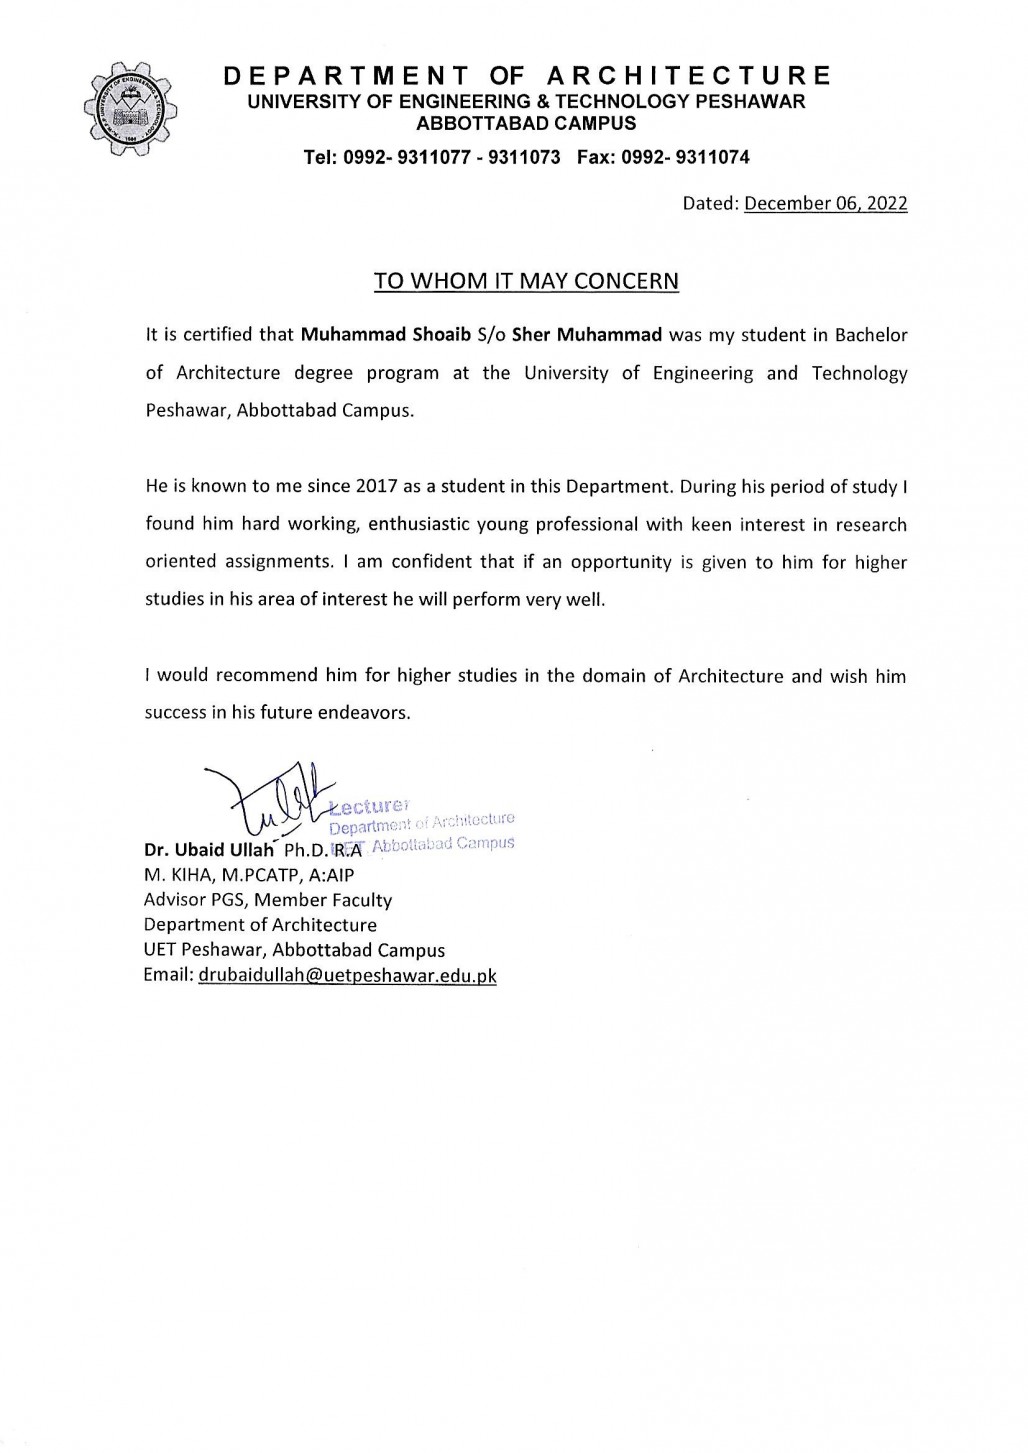 DEPARTMENT OF ARCHITECTURE
UNIVERSITY OF ENGINEERING & TECHNOLOGY PESHAWAR
ABBOTTABAD CAMPUS
Tel: 0992- 9311077 - 9311073 Fax: 0992- 9311074
Dated: December 06, 2022
TO WHOM IT MAY CONCERN
It is certified that Muhammad Shoaib S/o Sher Muhammad was my student in Bachelor
of Architecture degree program at the University of Engineering and Technology
Peshawar, Abbottabad Campus.
He is known to me since 2017 as a student in this Department. During his period of study I
found him hard working, enthusiastic young professional with keen interest in research
oriented assignments. I am confident that if an opportunity is given to him for higher
studies in his area of interest he will perform very well.
I would recommend him for higher studies in the domain of Architecture and wish him
success in his future endeavors.
Lecturer
Department of Architecture
UET Abbottabad Campus
Dr. Ubaid Ullah Ph.D. R.A
M. KIHA, M.PCATP, A:AIP
Advisor PGS, Member Faculty
Department of Architecture
UET Peshawar, Abbottabad Campus
Email: drubaidullah@uetpeshawar.edu.pk